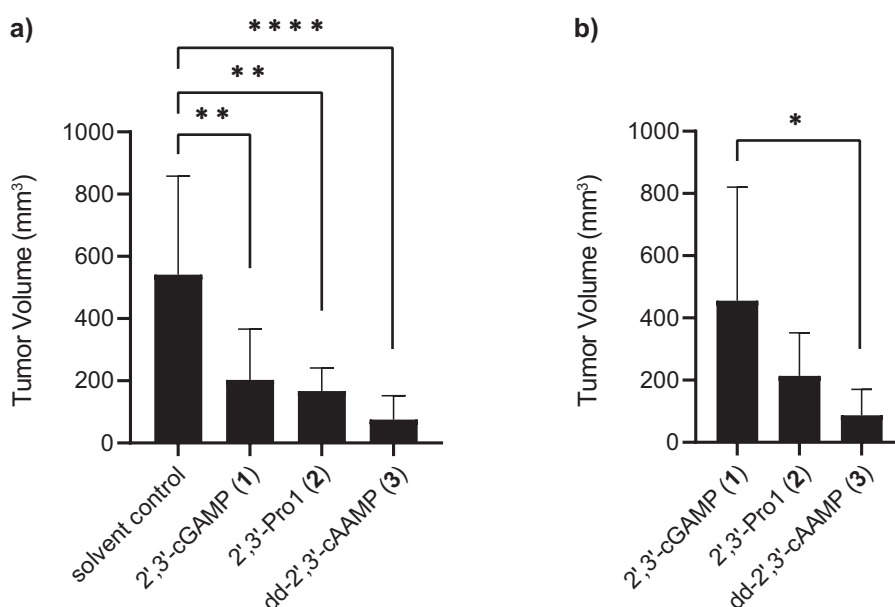 a)
* * * *
* *
* *
Tumor Volume (mm³)
1000
800
600
400
200
0
solvent control
2',3'-cGAMP (1)
2',3'-Pro1 (2)
dd-2',3'-cAAMP (3)
b)
*
Tumor Volume (mm³)
1000
800
600
400
200
0
2',3'-cGAMP (1)
2',3'-Pro1 (2)
dd-2',3'-cAAMP (3)